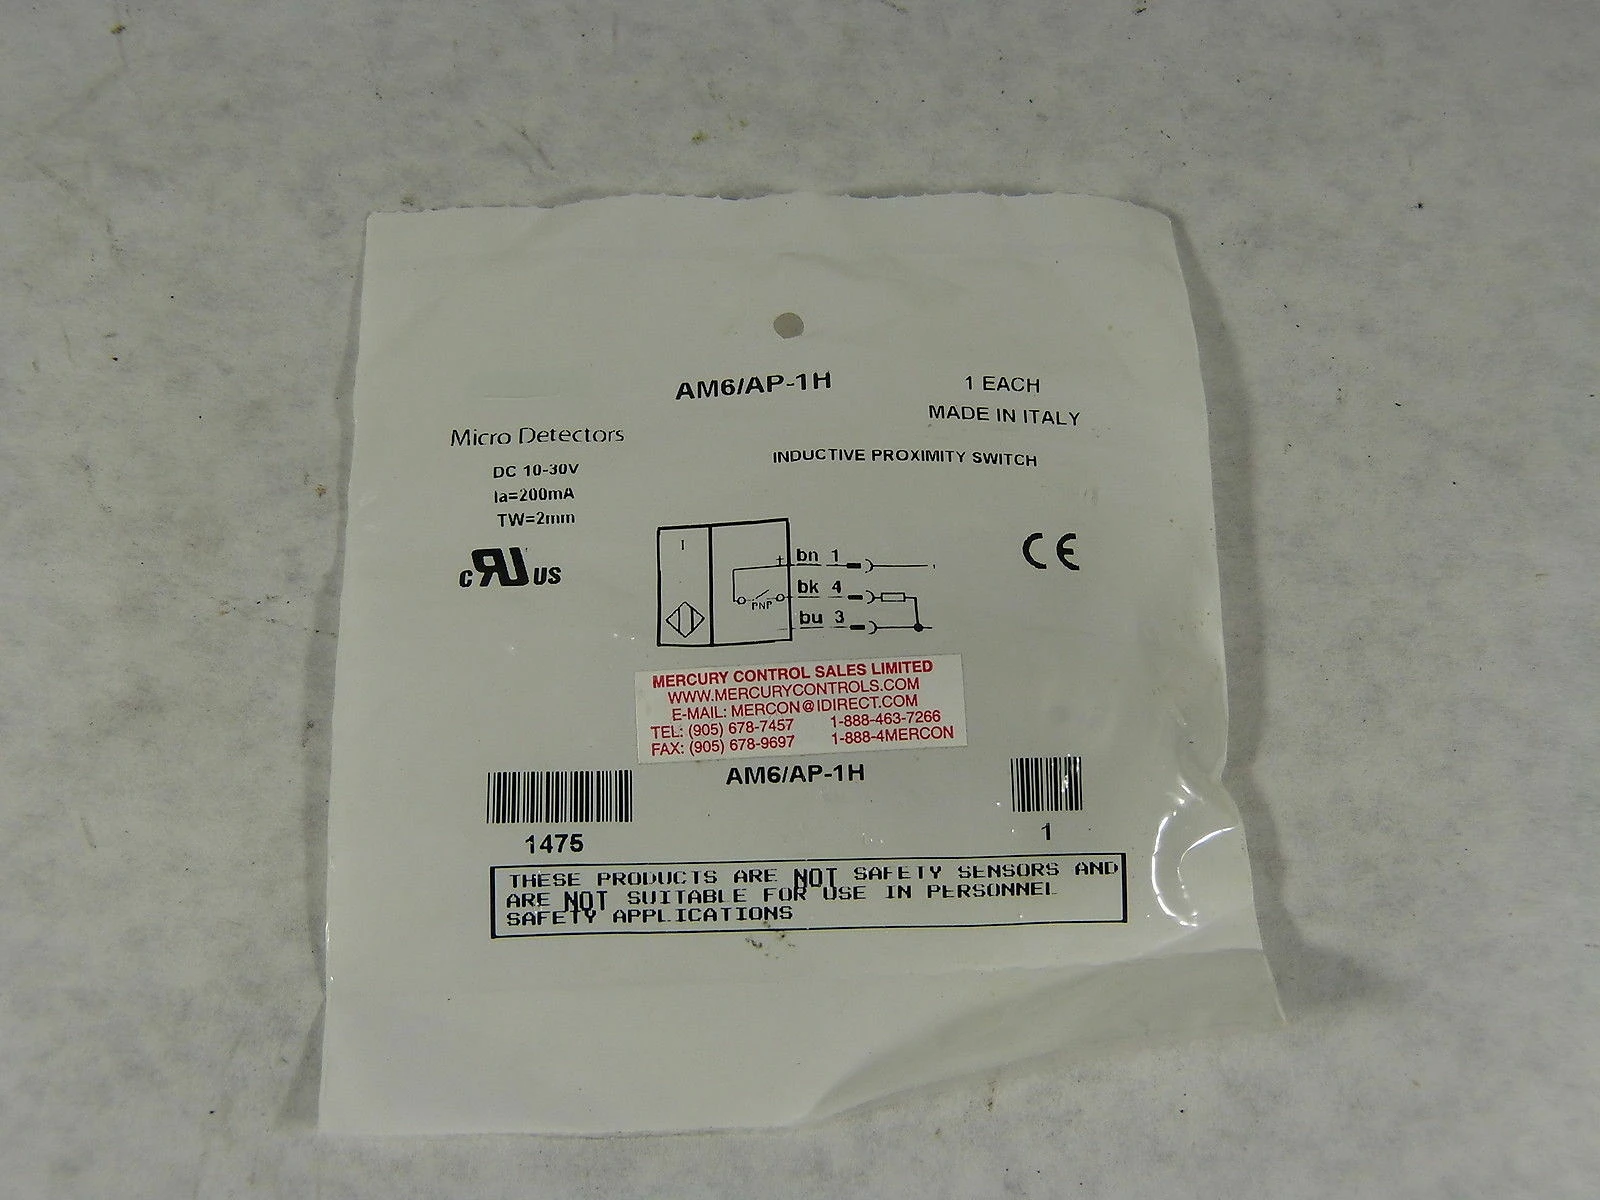 AM6/AP-1H
1 EACH
MADE IN ITALY
Micro Detectors
INDUCTIVE PROXIMITY SWITCH
DC 10-30V
Ia=200mA
TW=2mm
c RU US
CE
I
+ bn 1
bk 4
PNP
- bu 3
MERCURY CONTROL SALES LIMITED
WWW.MERCURYCONTROLS.COM
E-MAIL: MERCON@IDIRECT.COM
TEL: (905) 678-7457 1-888-463-7266
FAX: (905) 678-9697 1-888-4MERCON
AM6/AP-1H
1475
1
THESE PRODUCTS ARE NOT SAFETY SENSORS AND
ARE NOT SUITABLE FOR USE IN PERSONNEL
SAFETY APPLICATIONS